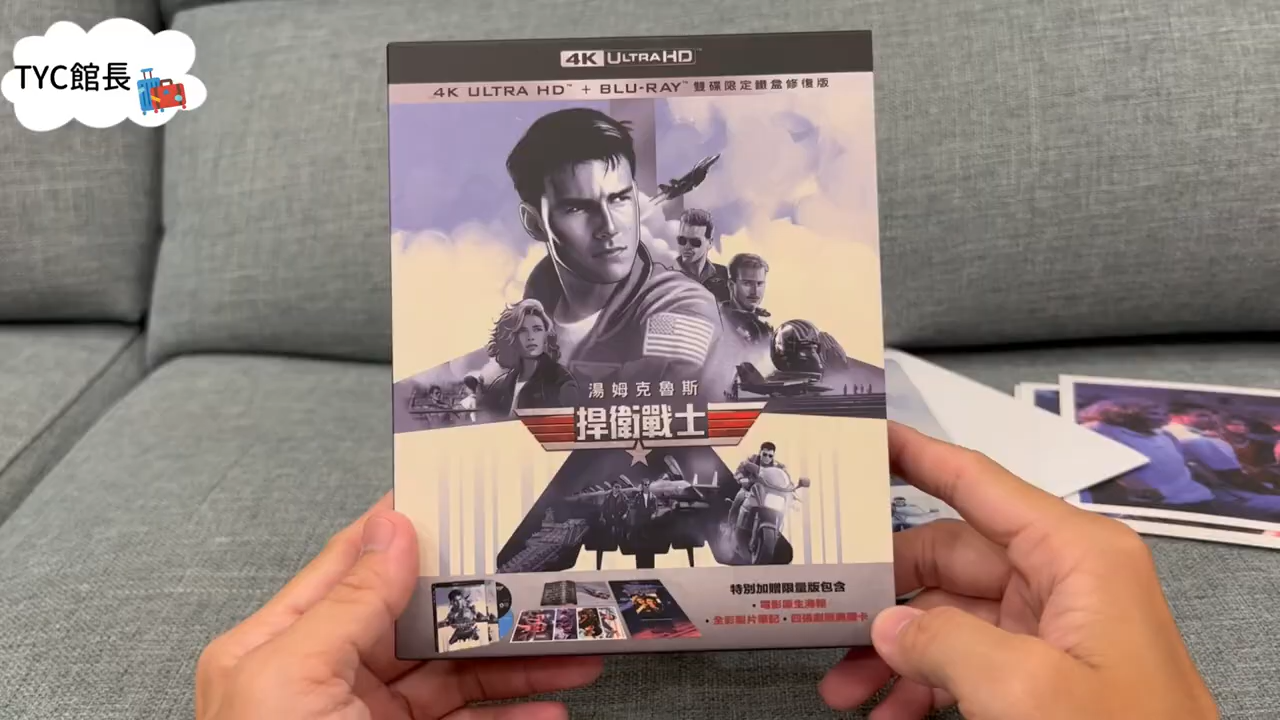 TYC館長
4K ULTRA HD™
4K ULTRA HD™ + BLU-RAY™ 雙碟限定鐵盒修復版
湯姆克魯斯
捍衛戰士
特別加贈限量版包含
・電影原生海報
・全彩製片筆記・四張劇照典藏卡